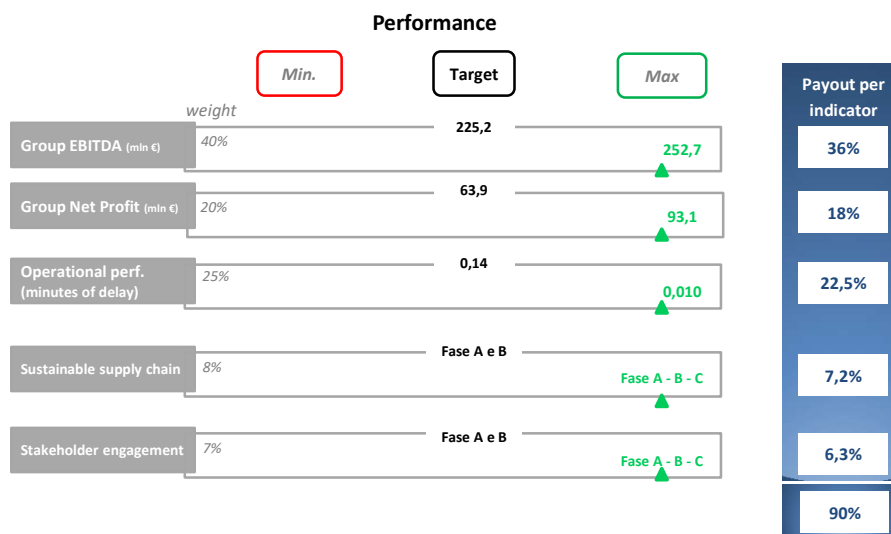 Performance
Min.
Target
Max
Payout per
indicator
weight
Group EBITDA (mln €)
40%
225,2
252,7
36%
Group Net Profit (mln €)
20%
63,9
93,1
18%
Operational perf.
(minutes of delay)
25%
0,14
0,010
22,5%
Sustainable supply chain
8%
Fase A e B
Fase A - B - C
7,2%
Stakeholder engagement
7%
Fase A e B
Fase A - B - C
6,3%
90%